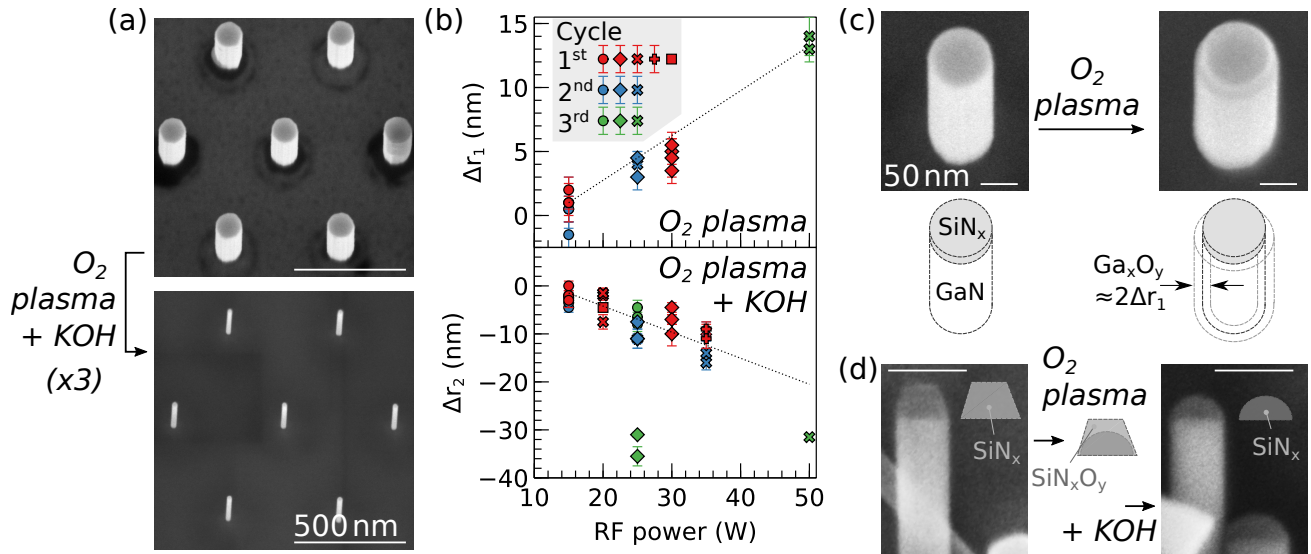 (a)
O₂
plasma
+ KOH
(x3)
500 nm
(b)
Cycle
1st
2nd
3rd
15
10
5
0
Δr₁ (nm)
O₂ plasma
O₂ plasma
+ KOH
0
−10
−20
−30
−40
Δr₂ (nm)
10 20 30 40 50
RF power (W)
(c)
50 nm
O₂
plasma
SiNₓ
GaN
GaₓOᵧ
≈2Δr₁
(d)
SiNₓ
O₂
plasma
SiNₓOᵧ
+ KOH
SiNₓ